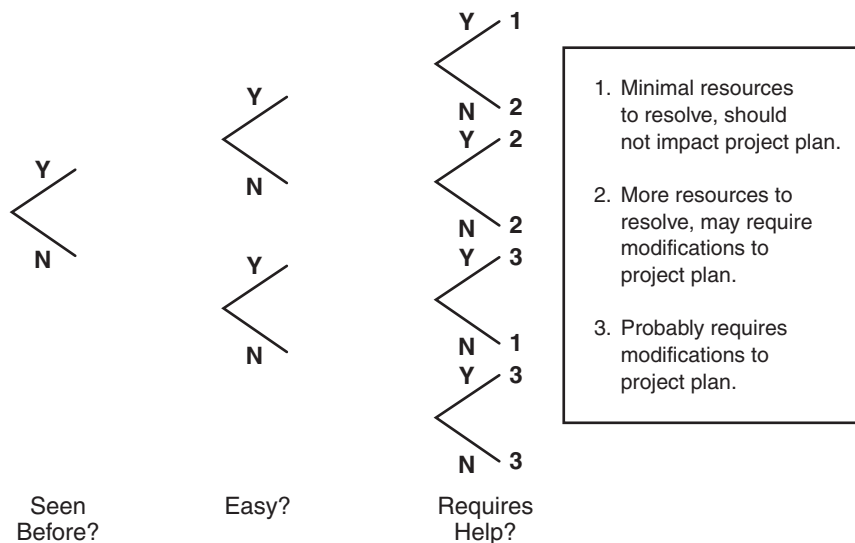 Y 1
Y
N 2
Y 2
Y
N
N 2
N
Y 3
Y
N 1
N
Y 3
N 3
1. Minimal resources
to resolve, should
not impact project plan.
2. More resources to
resolve, may require
modifications to
project plan.
3. Probably requires
modifications to
project plan.
Seen
Before?
Easy?
Requires
Help?